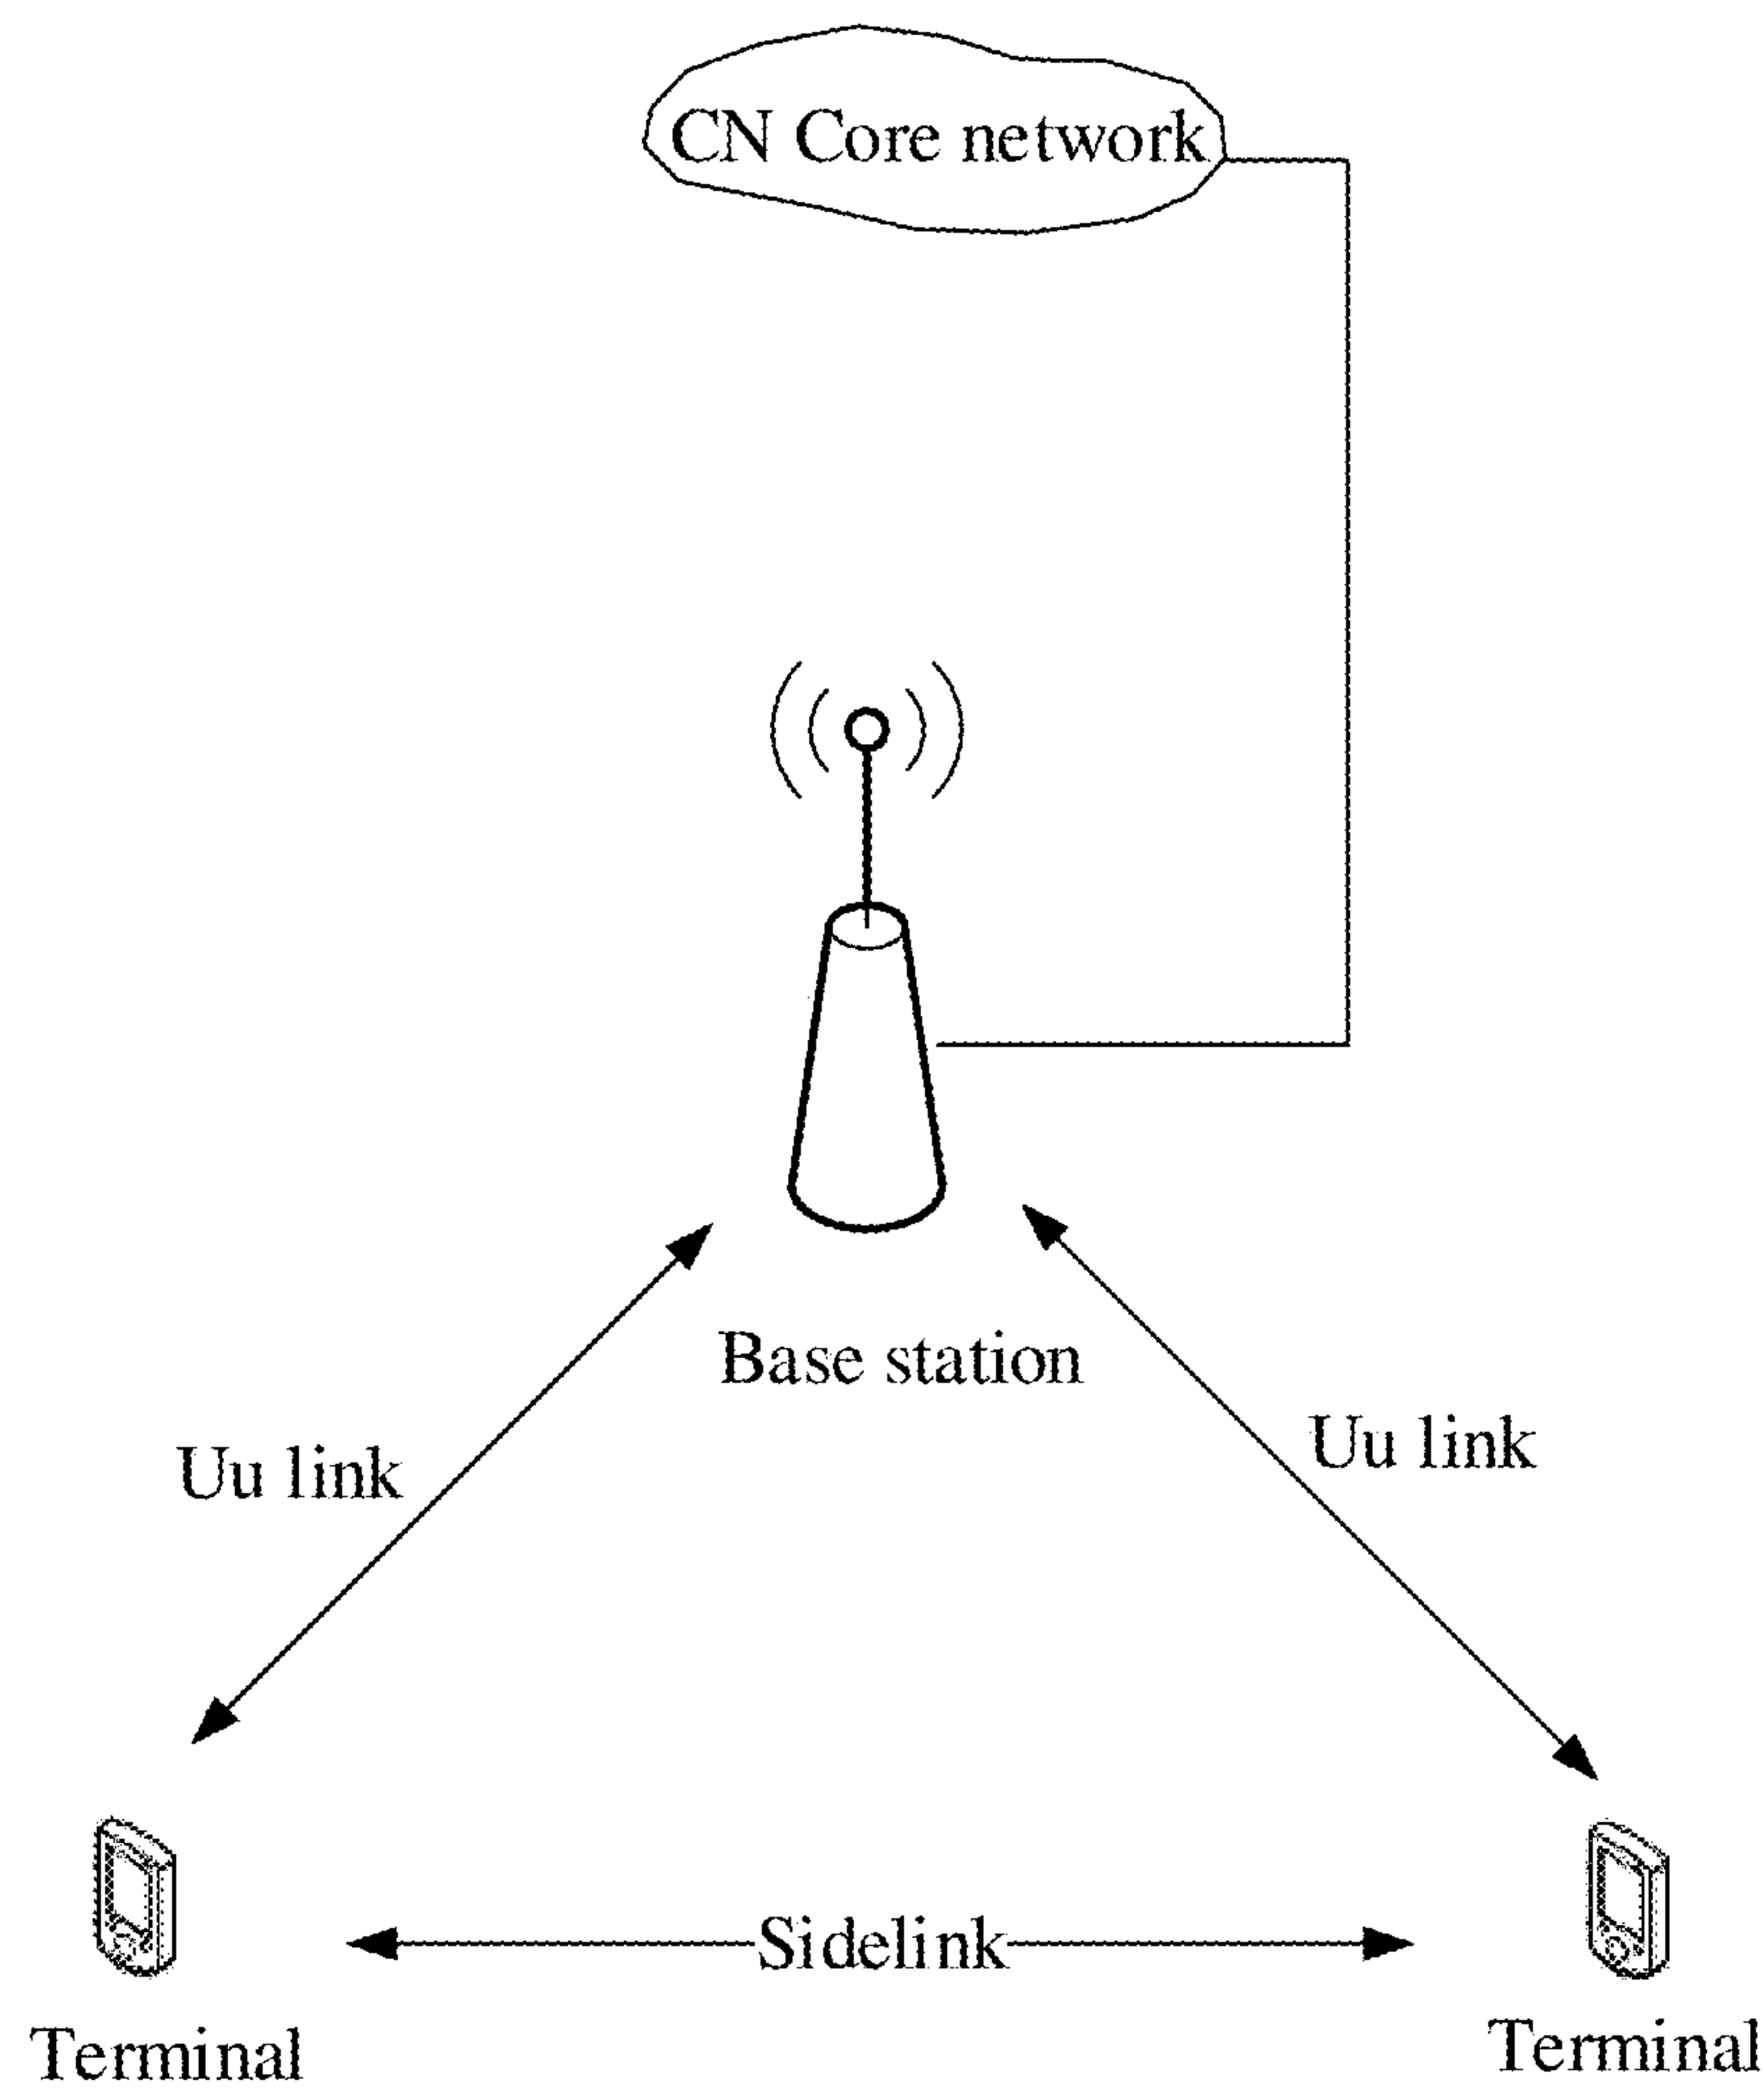 CN Core network
Base station
Uu link
Uu link
Sidelink
Terminal
Terminal